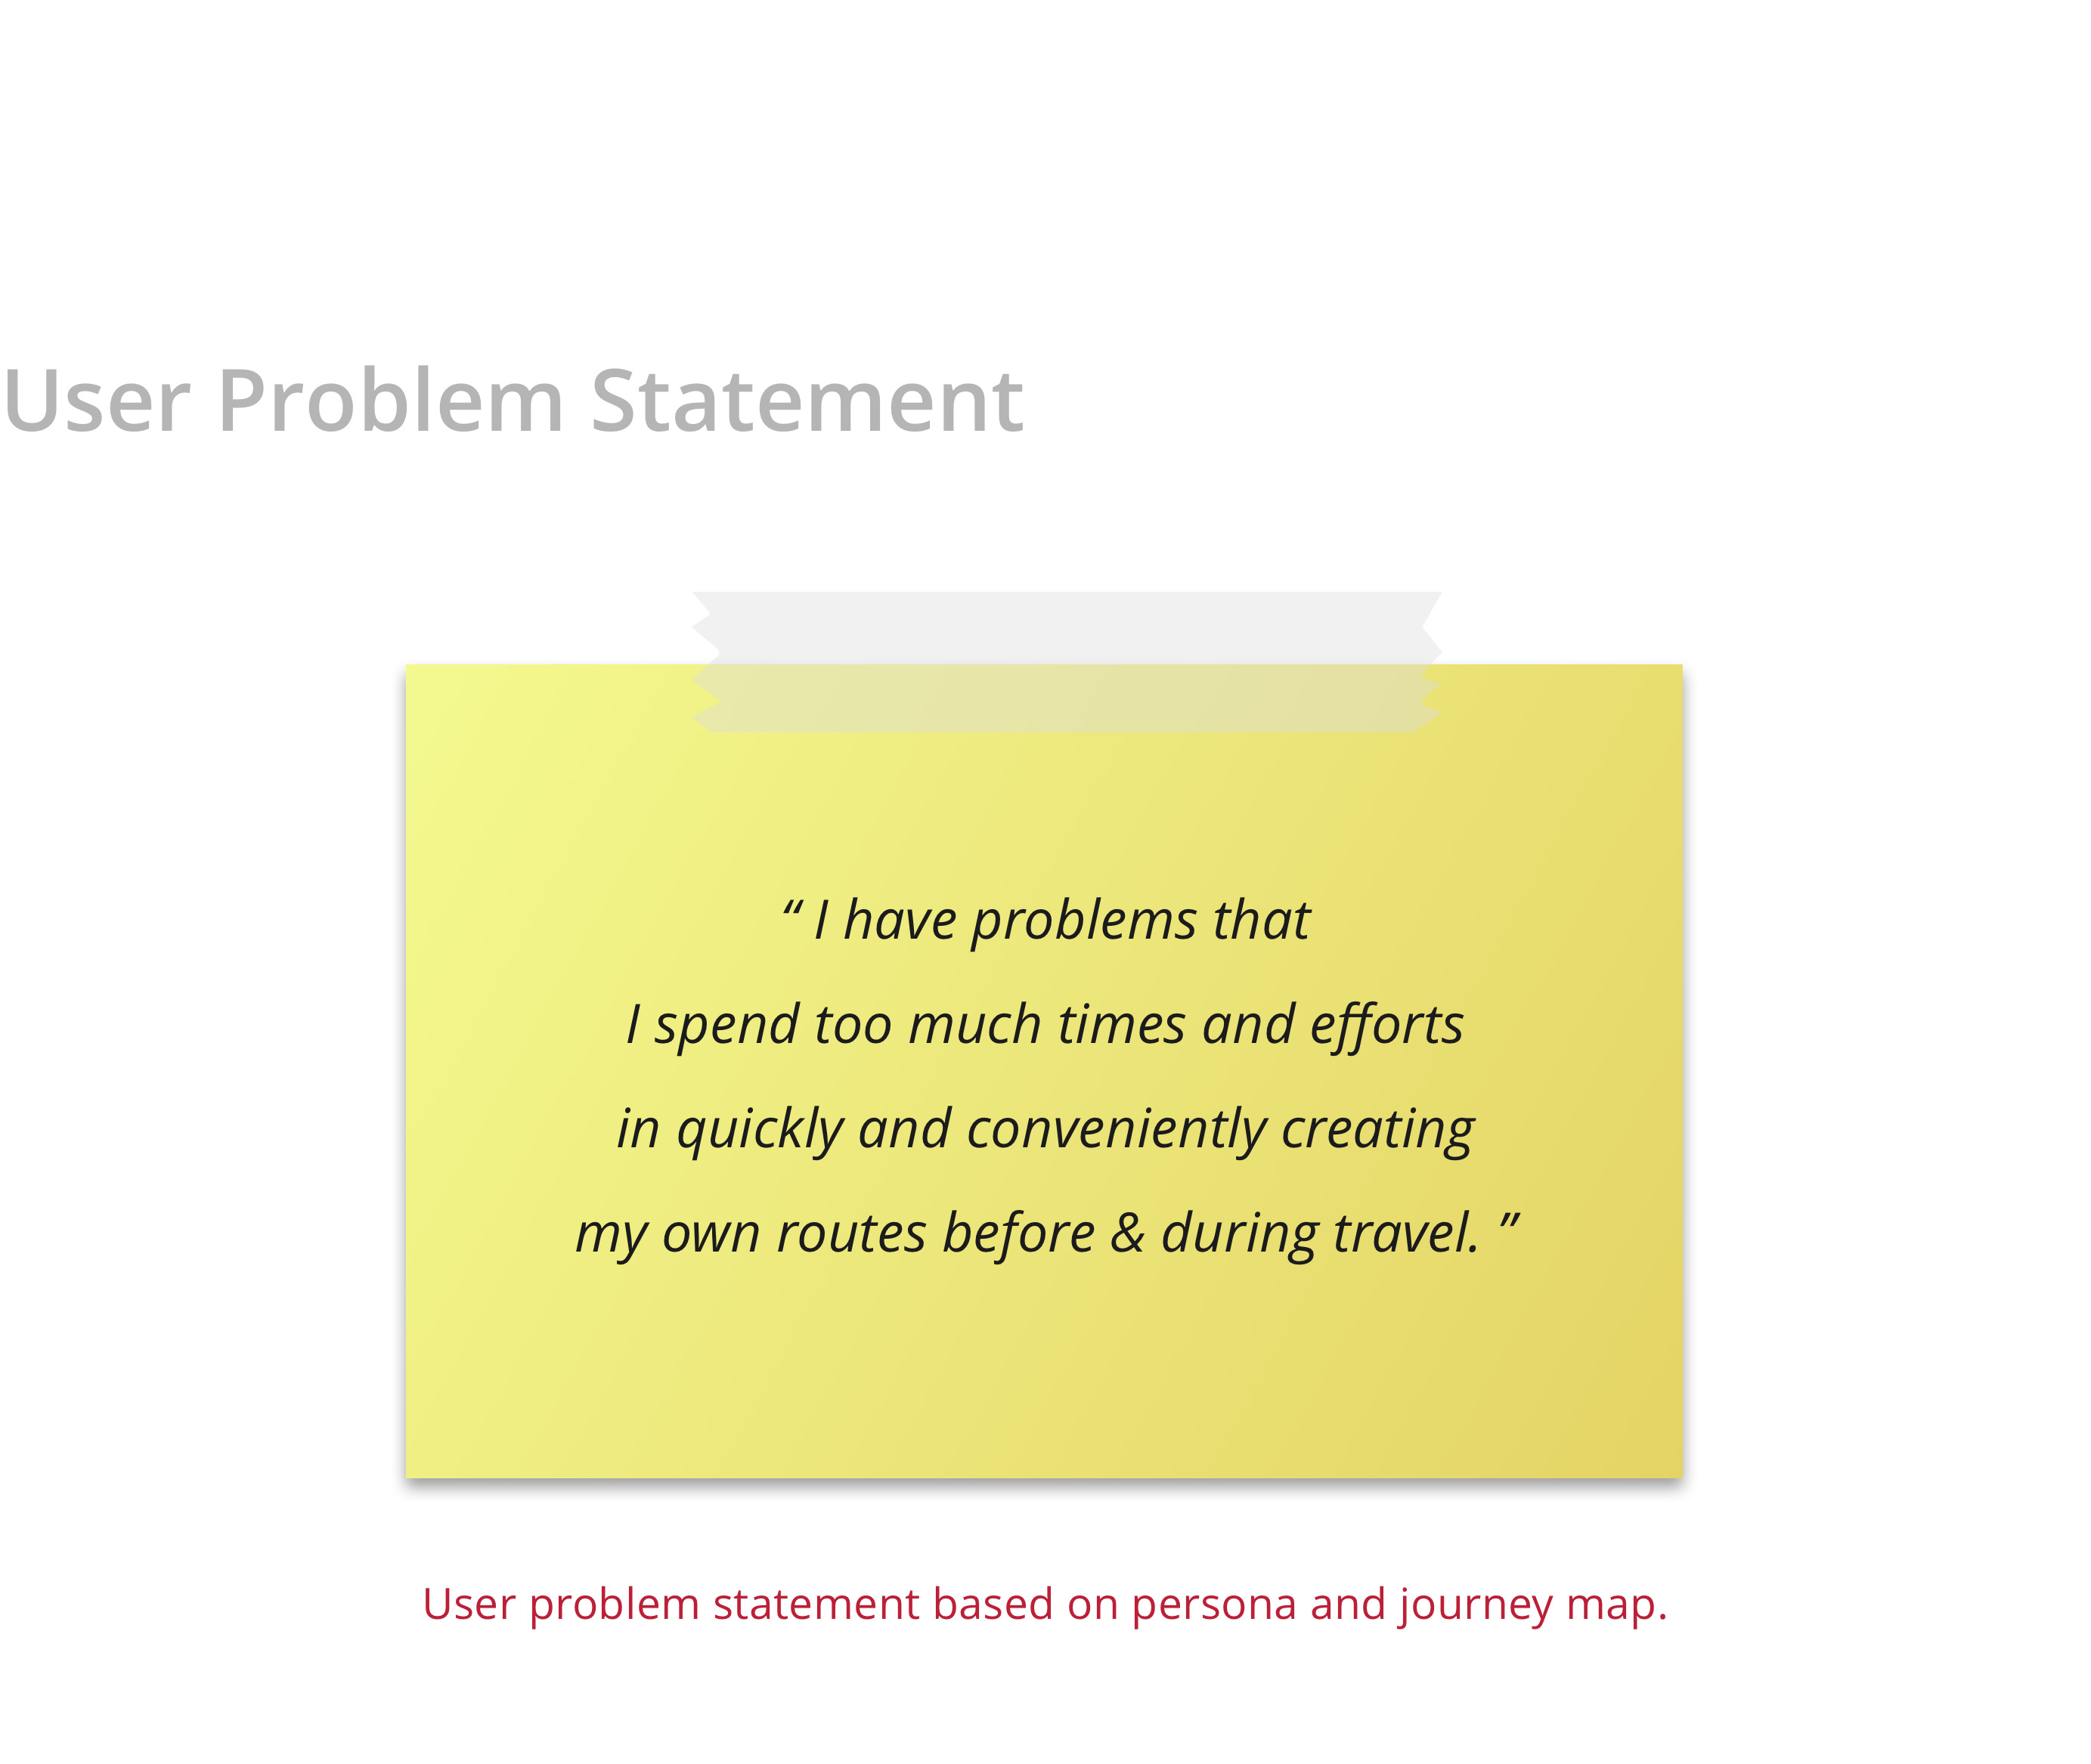 User Problem Statement
“ I have problems that
I spend too much times and efforts
in quickly and conveniently creating
my own routes before & during travel. ”
User problem statement based on persona and journey map.